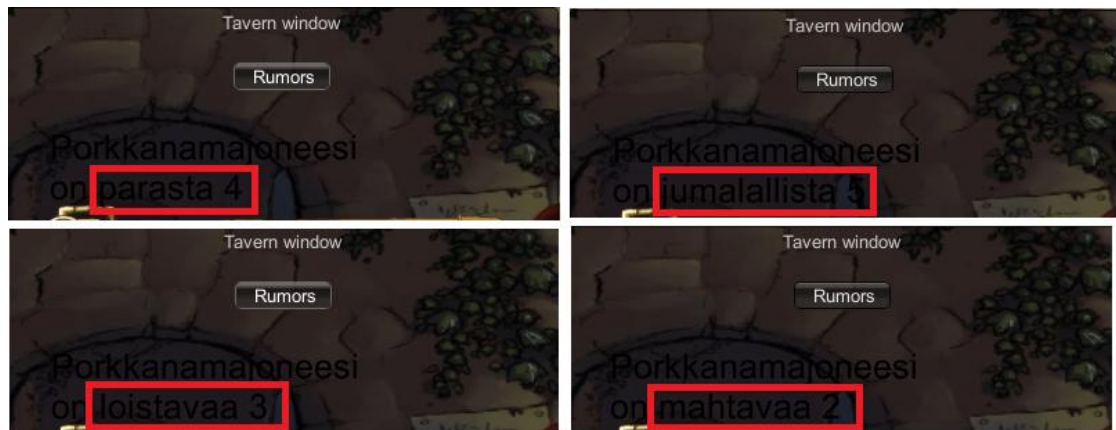 Tavern window
Rumors
Porkkanamajoneesi
on parasta 4
Tavern window
Rumors
Porkkanamajoneesi
on jumalallista 5
Tavern window
Rumors
Porkkanamajoneesi
on loistavaa 3
Tavern window
Rumors
Porkkanamajoneesi
on mahtavaa 2